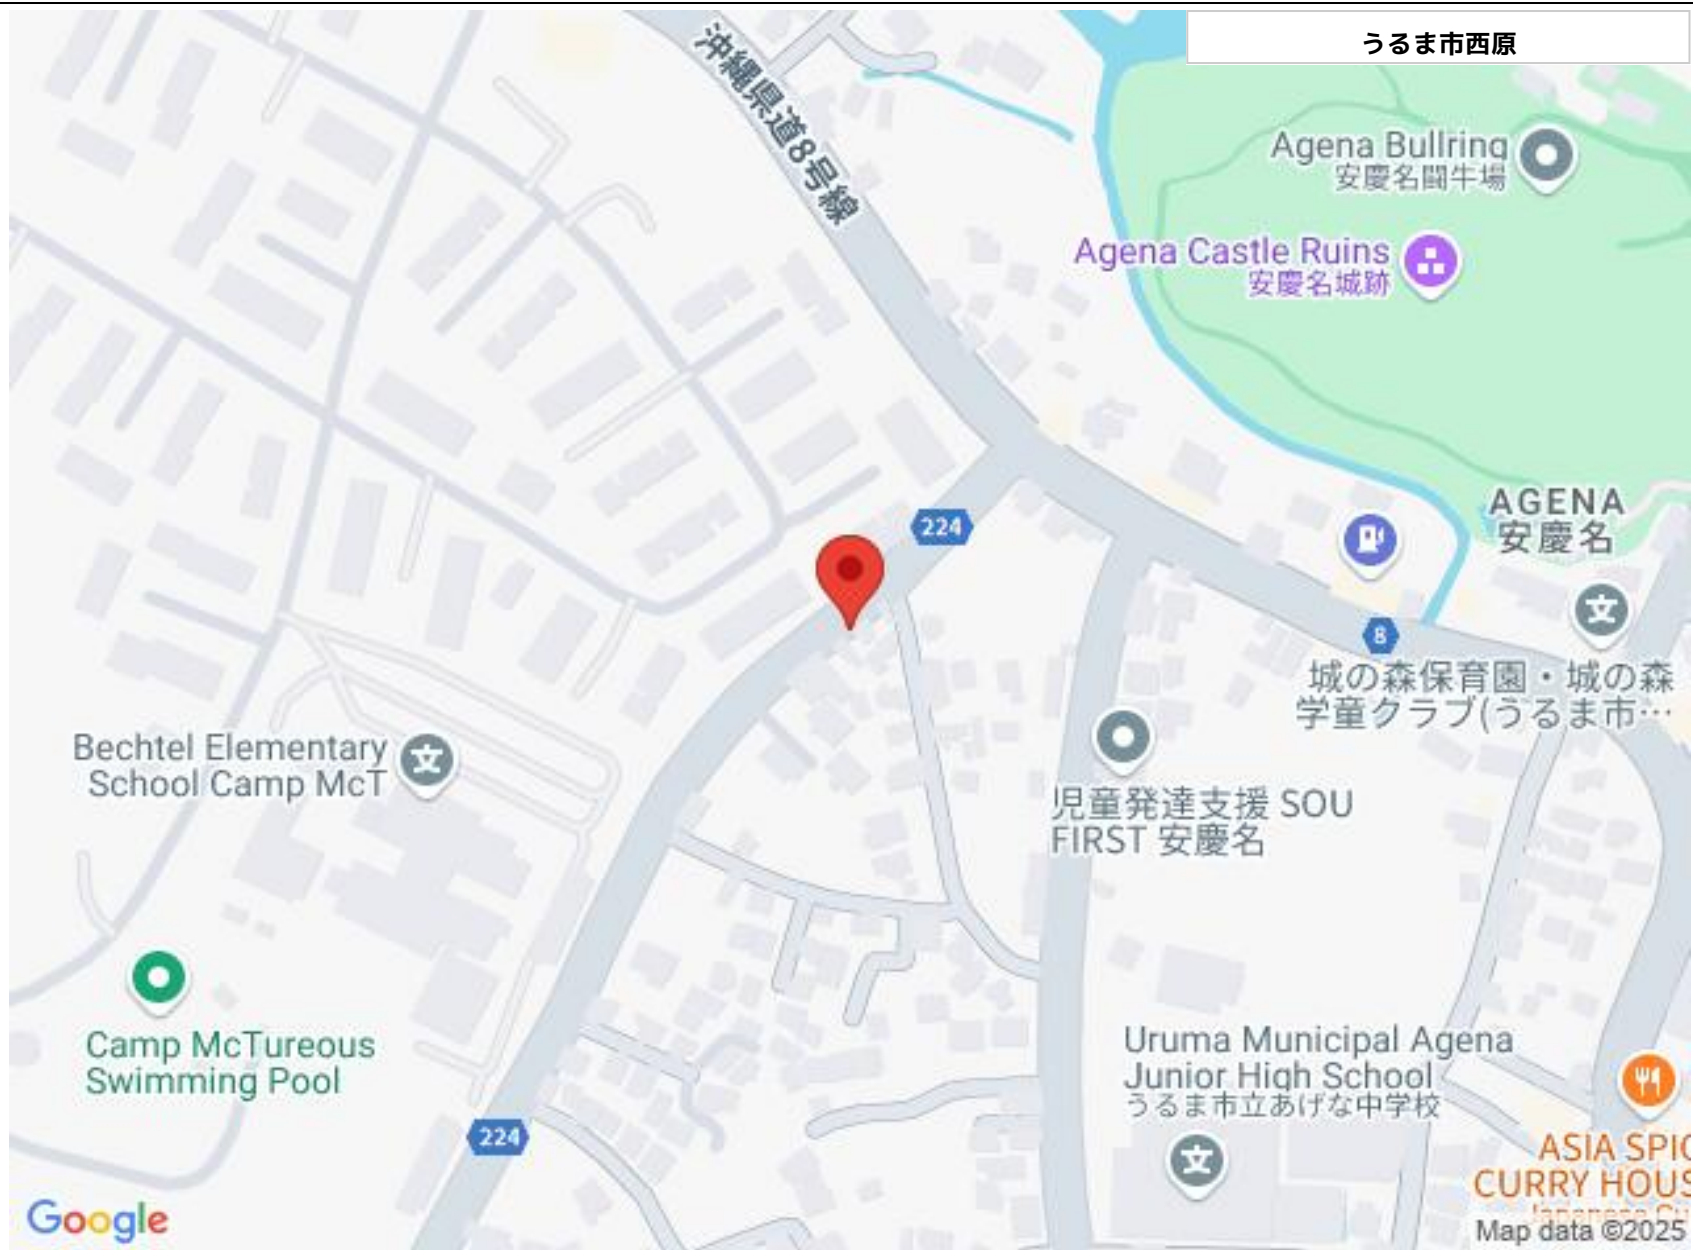 うるま市西原
沖縄県道8号線
Agena Bullring
安慶名闘牛場
Agena Castle Ruins
安慶名城跡
224
AGENA
安慶名
8
城の森保育園・城の森
学童クラブ(うるま市…
Bechtel Elementary
School Camp McT
児童発達支援 SOU
FIRST 安慶名
Camp McTureous
Swimming Pool
Uruma Municipal Agena
Junior High School
うるま市立あげな中学校
224
ASIA SPIC
CURRY HOUS
Google
Map data ©2025